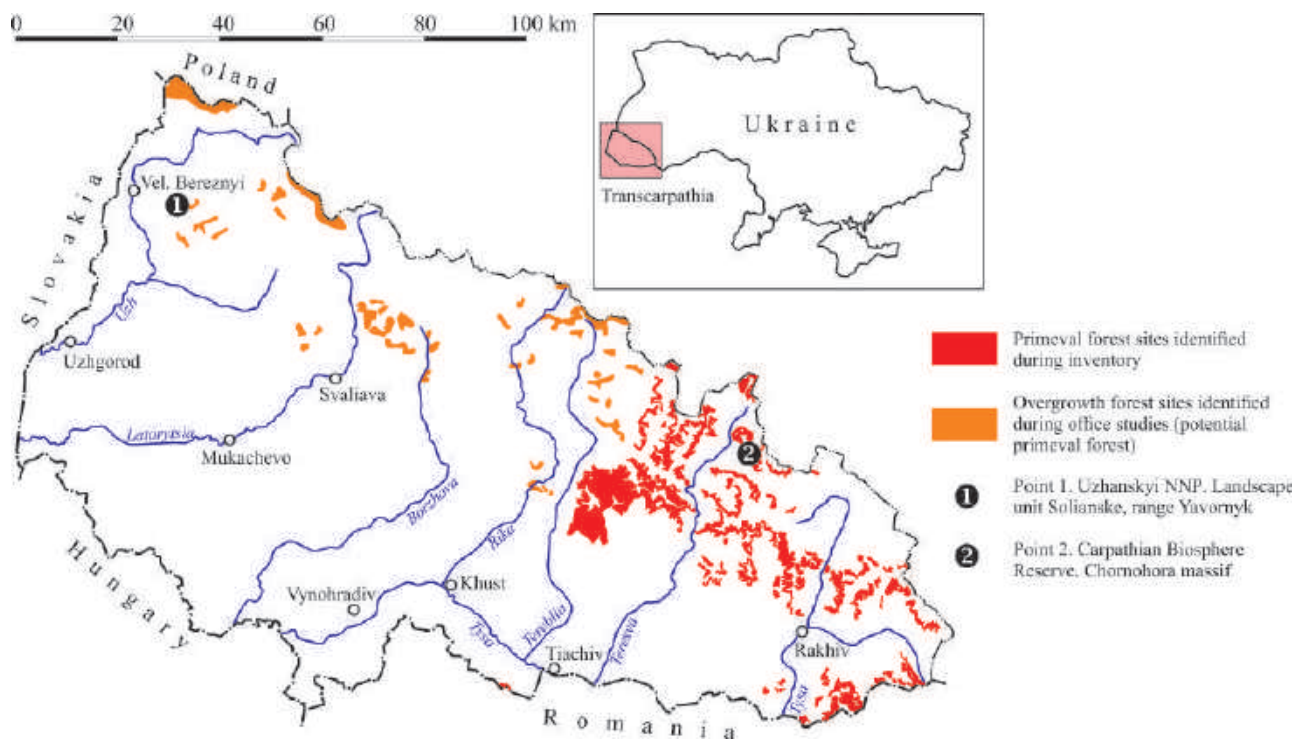 0 20 40 60 80 100 km
Poland
Ukraine
Transcarpathia
Slovakia
Vel. Bereznyi
1
Uzh
Uzhgorod
Svaliava
Latorytsia
Mukachevo
Borzhova
Rika
Hungary
Vynohradiv
Khust
Tysa
Tereblia
Teresva
Tiachiv
2
Rakhiv
Tysa
Romania
Primeval forest sites identified
during inventory
Overgrowth forest sites identified
during office studies (potential
primeval forest)
1 Point 1. Uzhanskyi NNP. Landscape
unit Solianske, range Yavornyk
2 Point 2. Carpathian Biosphere
Reserve. Chornohora massif